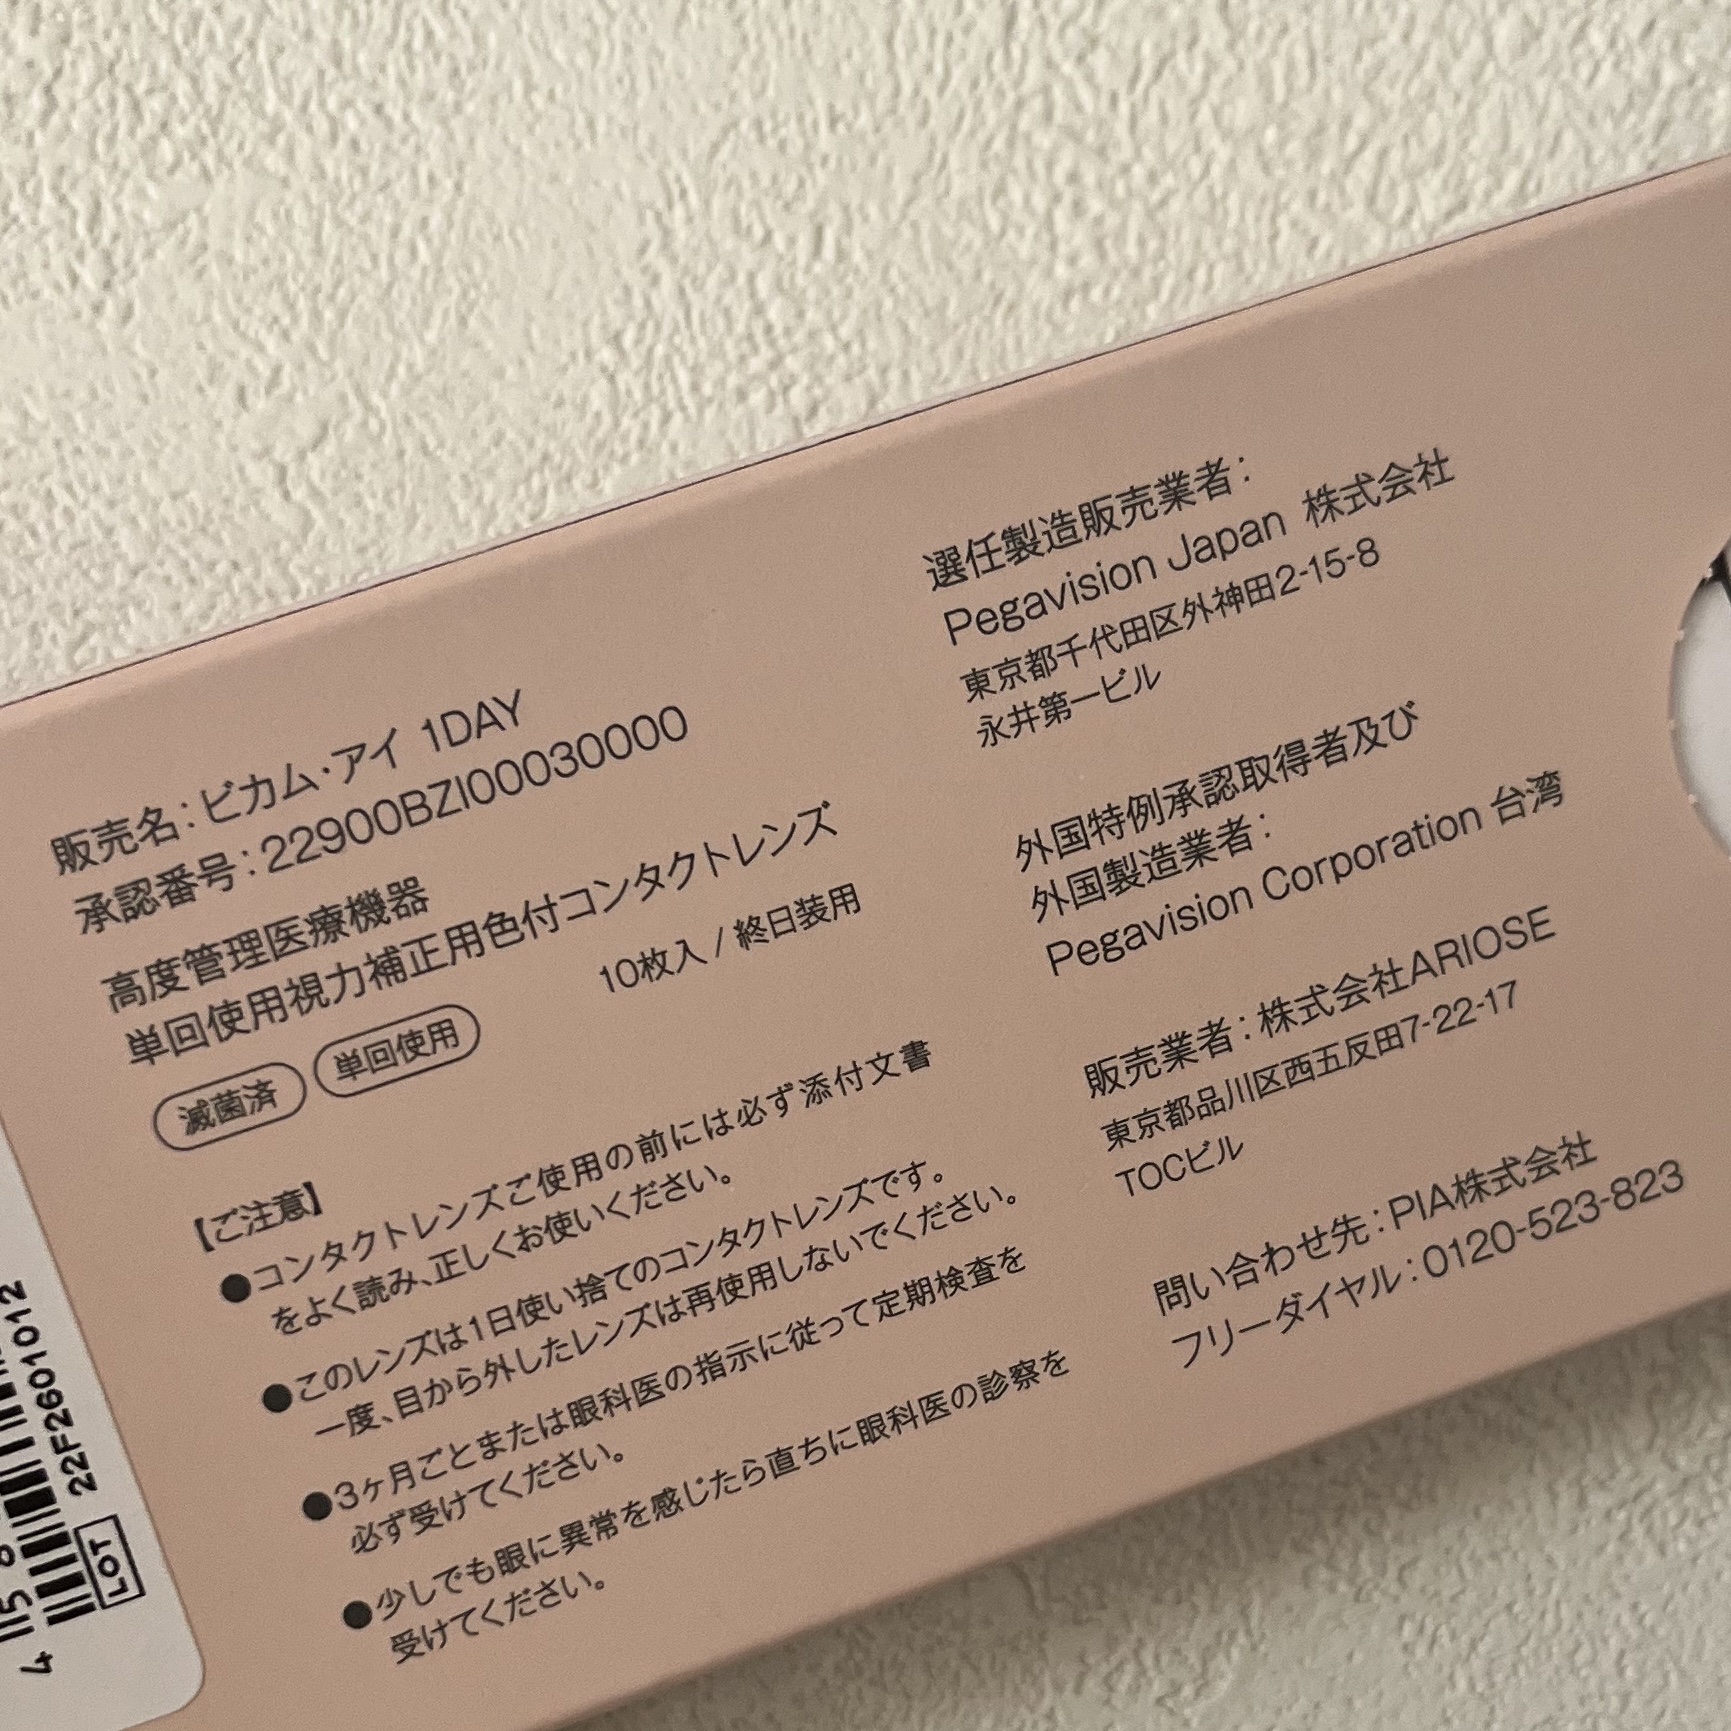 販売名:ビカム・アイ 1DAY
承認番号:22900BZI00030000
高度管理医療機器
単回使用視力補正用色付コンタクトレンズ
滅菌済 単回使用 10枚入 / 終日装用
【ご注意】
●コンタクトレンズご使用の前には必ず添付文書
をよく読み、正しくお使いください。
●このレンズは1日使い捨てのコンタクトレンズです。
一度、目から外したレンズは再使用しないでください。
●3ヶ月ごとまたは眼科医の指示に従って定期検査を
必ず受けてください。
●少しでも眼に異常を感じたら直ちに眼科医の診察を
受けてください。
選任製造販売業者:
Pegavision Japan 株式会社
東京都千代田区外神田2-15-8
永井第一ビル
外国特例承認取得者及び
外国製造業者:
Pegavision Corporation 台湾
販売業者:株式会社ARIOSE
東京都品川区西五反田7-22-17
TOCビル
問い合わせ先:PIA株式会社
フリーダイヤル:0120-523-823
LOT 22F2601012